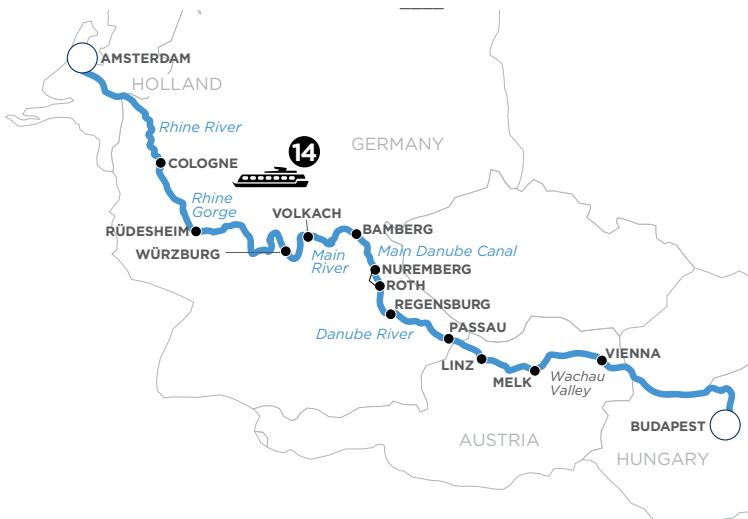 AMSTERDAM
HOLLAND
Rhine River
14
GERMANY
COLOGNE
Rhine
Gorge
VOLKACH
RÜDESHEIM
BAMBERG
WÜRZBURG
Main
River
Main Danube Canal
NUREMBERG
ROTH
REGENSBURG
Danube River
PASSAU
LINZ
VIENNA
MELK
Wachau
Valley
BUDAPEST
AUSTRIA
HUNGARY